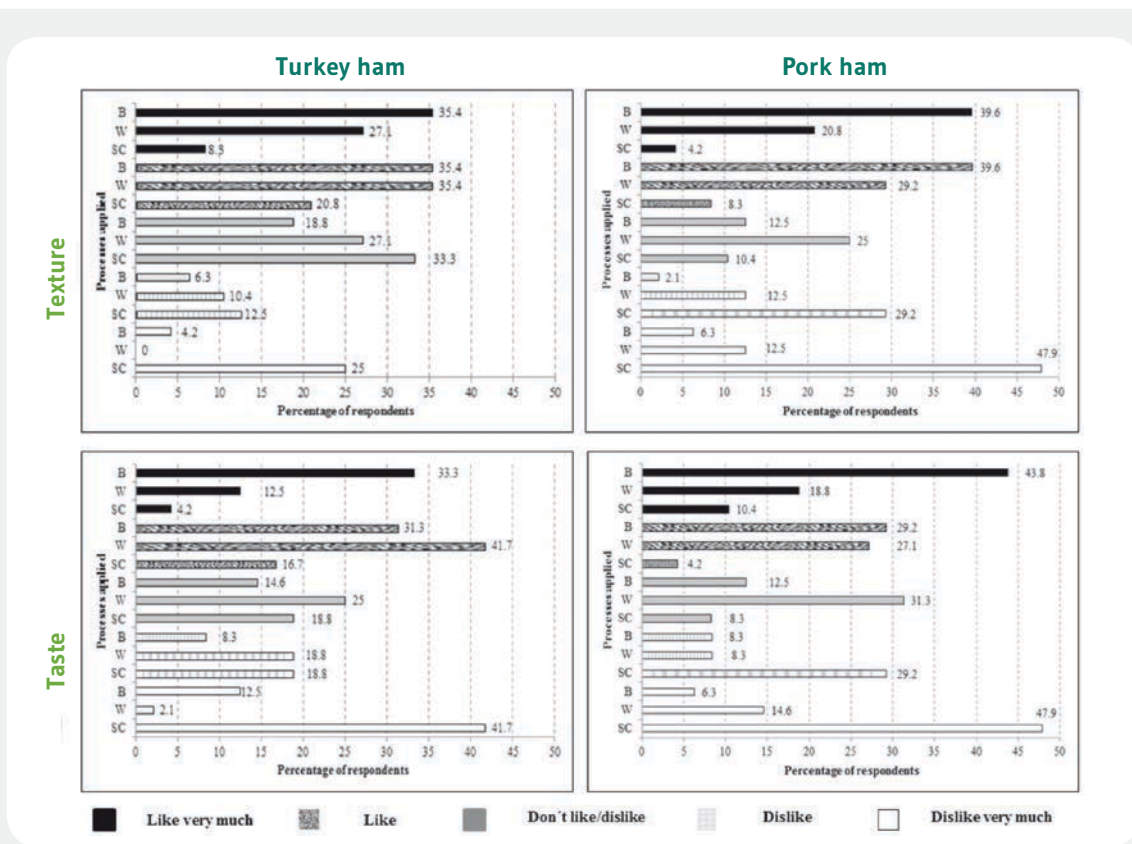 Turkey ham
Pork ham
Texture
Processes applied
B 35.4
W 27.1
SC 8.3
B 35.4
W 35.4
SC 20.8
B 18.8
W 27.1
SC 33.3
B 6.3
W 10.4
SC 12.5
B 4.2
W 0
SC 25
0 5 10 15 20 25 30 35 40 45 50
Percentage of respondents
Processes applied
B 39.6
W 20.8
SC 4.2
B 39.6
W 29.2
SC 8.3
B 12.5
W 25
SC 10.4
B 2.1
W 12.5
SC 29.2
B 6.3
W 12.5
SC 47.9
0 5 10 15 20 25 30 35 40 45 50
Percentage of respondents
Taste
Processes applied
B 33.3
W 12.5
SC 4.2
B 31.3
W 41.7
SC 16.7
B 14.6
W 25
SC 18.8
B 8.3
W 18.8
SC 18.8
B 12.5
W 2.1
SC 41.7
0 5 10 15 20 25 30 35 40 45 50
Percentage of respondents
Processes applied
B 43.8
W 18.8
SC 10.4
B 29.2
W 27.1
SC 4.2
B 12.5
W 31.3
SC 8.3
B 8.3
W 8.3
SC 29.2
B 6.3
W 14.6
SC 47.9
0 5 10 15 20 25 30 35 40 45 50
Percentage of respondents
Like very much Like Don´t like/dislike Dislike Dislike very much